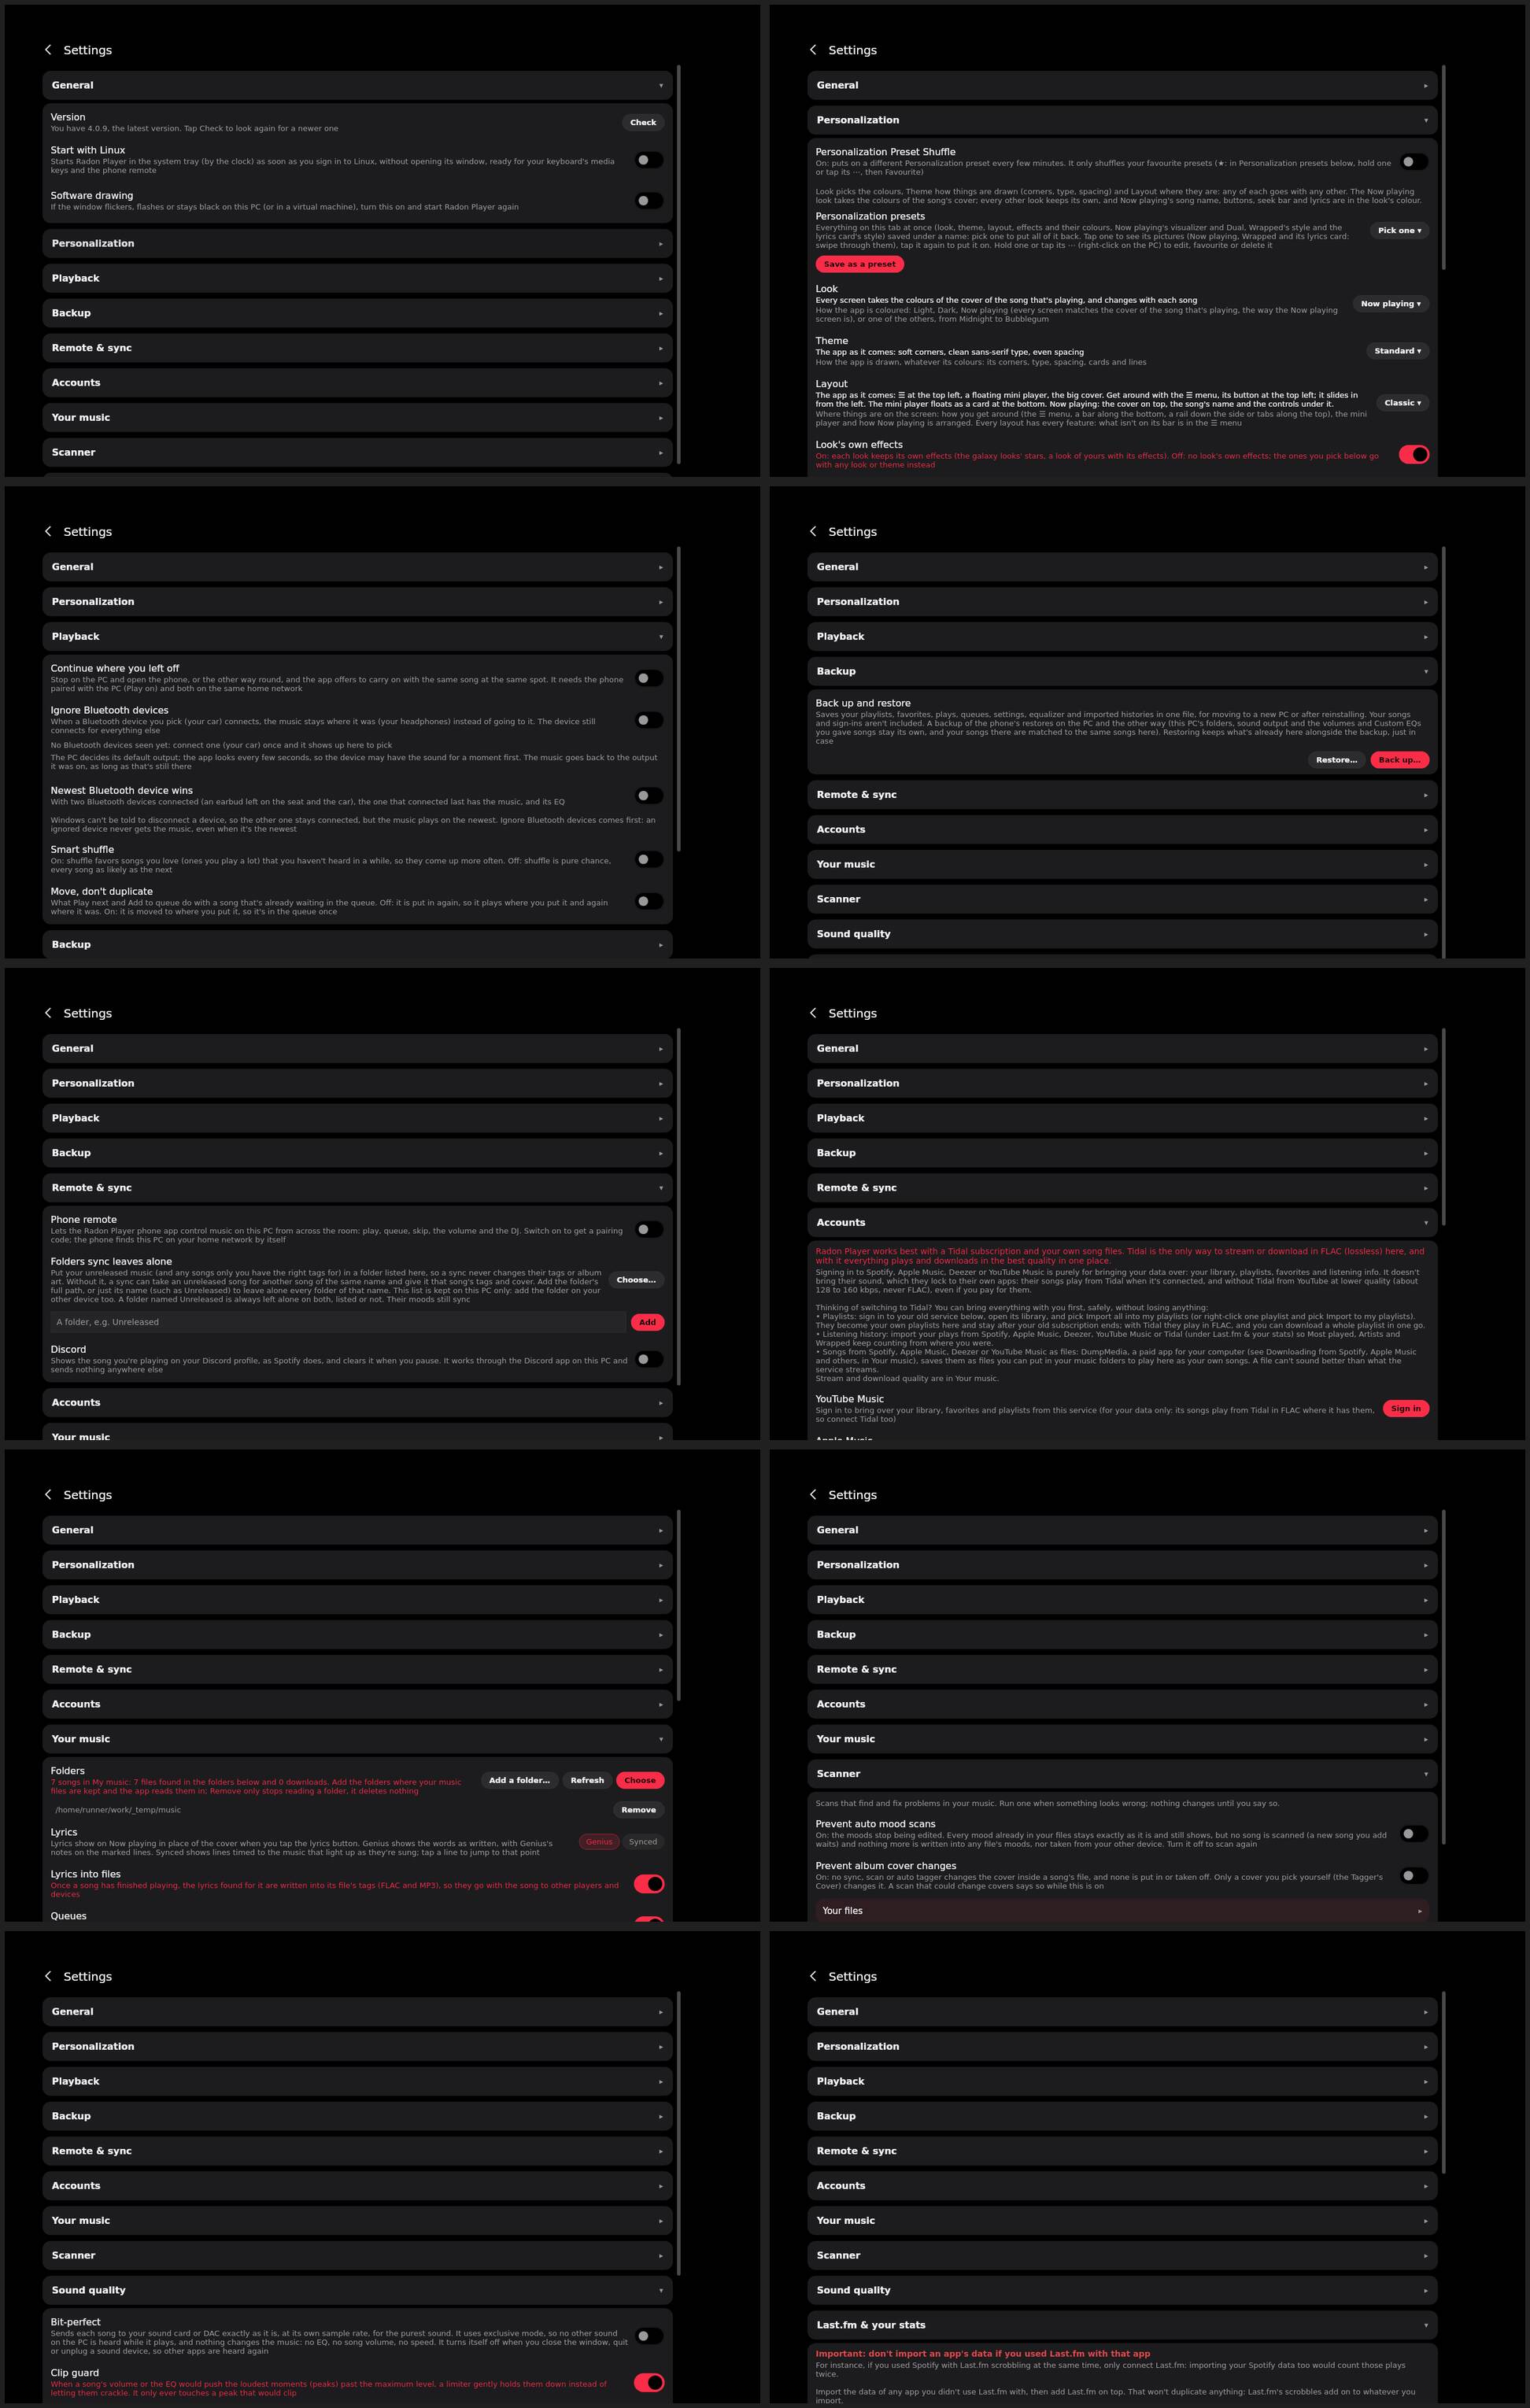 Settings
General
Version
You have 4.0.9, the latest version. Tap Check to look again for a newer one
Check
Start with Linux
Starts Radon Player in the system tray (by the clock) as soon as you sign in to Linux, without opening its window, ready for your keyboard's media
keys and the phone remote
Software drawing
If the window flickers, flashes or stays black on this PC (or in a virtual machine), turn this on and start Radon Player again
Personalization
Playback
Backup
Remote & sync
Accounts
Your music
Scanner
Settings
General
Personalization
Personalization Preset Shuffle
On: puts on a different Personalization preset every few minutes. It only shuffles your favourite presets (★: in Personalization presets below, hold one
or tap its ···, then Favourite)
Look picks the colours, Theme how things are drawn (corners, type, spacing) and Layout where they are: any of each goes with any other. The Now playing
look takes the colours of the song's cover; every other look keeps its own, and Now playing's song name, buttons, seek bar and lyrics are in the look's colour.
Personalization presets
Everything on this tab at once (look, theme, layout, effects and their colours, Now playing's visualizer and Dual, Wrapped's style and the
lyrics card's style) saved under a name: pick one to put all of it back. Tap one to see its pictures (Now playing, Wrapped and its lyrics card:
swipe through them), tap it again to put it on. Hold one or tap its ··· (right-click on the PC) to edit, favourite or delete it
Pick one ▾
Save as a preset
Look
Every screen takes the colours of the cover of the song that's playing, and changes with each song
How the app is coloured: Light, Dark, Now playing (every screen matches the cover of the song that's playing, the way the Now playing
screen is), or one of the others, from Midnight to Bubblegum
Now playing ▾
Theme
The app as it comes: soft corners, clean sans-serif type, even spacing
How the app is drawn, whatever its colours: its corners, type, spacing, cards and lines
Standard ▾
Layout
The app as it comes: ☰ at the top left, a floating mini player, the big cover. Get around with the ☰ menu, its button at the top left; it slides in
from the left. The mini player floats as a card at the bottom. Now playing: the cover on top, the song's name and the controls under it.
Where things are on the screen: how you get around (the ☰ menu, a bar along the bottom, a rail down the side or tabs along the top), the mini
player and how Now playing is arranged. Every layout has every feature: what isn't on its bar is in the ☰ menu
Classic ▾
Look's own effects
On: each look keeps its own effects (the galaxy looks' stars, a look of yours with its effects). Off: no look's own effects; the ones you pick below go
with any look or theme instead
Settings
General
Personalization
Playback
Continue where you left off
Stop on the PC and open the phone, or the other way round, and the app offers to carry on with the same song at the same spot. It needs the phone
paired with the PC (Play on) and both on the same home network
Ignore Bluetooth devices
When a Bluetooth device you pick (your car) connects, the music stays where it was (your headphones) instead of going to it. The device still
connects for everything else
No Bluetooth devices seen yet: connect one (your car) once and it shows up here to pick
The PC decides its default output; the app looks every few seconds, so the device may have the sound for a moment first. The music goes back to the output
it was on, as long as that's still there
Newest Bluetooth device wins
With two Bluetooth devices connected (an earbud left on the seat and the car), the one that connected last has the music, and its EQ
Windows can't be told to disconnect a device, so the other one stays connected, but the music plays on the newest. Ignore Bluetooth devices comes first: an
ignored device never gets the music, even when it's the newest
Smart shuffle
On: shuffle favors songs you love (ones you play a lot) that you haven't heard in a while, so they come up more often. Off: shuffle is pure chance,
every song as likely as the next
Move, don't duplicate
What Play next and Add to queue do with a song that's already waiting in the queue. Off: it is put in again, so it plays where you put it and again
where it was. On: it is moved to where you put it, so it's in the queue once
Backup
Settings
General
Personalization
Playback
Backup
Back up and restore
Saves your playlists, favorites, plays, queues, settings, equalizer and imported histories in one file, for moving to a new PC or after reinstalling. Your songs
and sign-ins aren't included. A backup of the phone's restores on the PC and the other way (this PC's folders, sound output and the volumes and Custom EQs
you gave songs stay its own, and your songs there are matched to the same songs here). Restoring keeps what's already here alongside the backup, just in
case
Restore...
Back up...
Remote & sync
Accounts
Your music
Scanner
Sound quality
Settings
General
Personalization
Playback
Backup
Remote & sync
Phone remote
Lets the Radon Player phone app control music on this PC from across the room: play, queue, skip, the volume and the DJ. Switch on to get a pairing
code; the phone finds this PC on your home network by itself
Folders sync leaves alone
Put your unreleased music (and any songs only you have the right tags for) in a folder listed here, so a sync never changes their tags or album
art. Without it, a sync can take an unreleased song for another song of the same name and give it that song's tags and cover. Add the folder's
full path, or just its name (such as Unreleased) to leave alone every folder of that name. This list is kept on this PC only: add the folder on your
other device too. A folder named Unreleased is always left alone on both, listed or not. Their moods still sync
Choose...
A folder, e.g. Unreleased
Add
Discord
Shows the song you're playing on your Discord profile, as Spotify does, and clears it when you pause. It works through the Discord app on this PC and
sends nothing anywhere else
Accounts
Your music
Settings
General
Personalization
Playback
Backup
Remote & sync
Accounts
Radon Player works best with a Tidal subscription and your own song files. Tidal is the only way to stream or download in FLAC (lossless) here, and
with it everything plays and downloads in the best quality in one place.
Signing in to Spotify, Apple Music, Deezer or YouTube Music is purely for bringing your data over: your library, playlists, favorites and listening info. It doesn't
bring their sound, which they lock to their own apps: their songs play from Tidal when it's connected, and without Tidal from YouTube at lower quality (about
128 to 160 kbps, never FLAC), even if you pay for them.
Thinking of switching to Tidal? You can bring everything with you first, safely, without losing anything:
• Playlists: sign in to your old service below, open its library, and pick Import all into my playlists (or right-click one playlist and pick Import to my playlists).
They become your own playlists here and stay after your old subscription ends; with Tidal they play in FLAC, and you can download a whole playlist in one go.
• Listening history: import your plays from Spotify, Apple Music, Deezer, YouTube Music or Tidal (under Last.fm & your stats) so Most played, Artists and
Wrapped keep counting from where you were.
• Songs from Spotify, Apple Music, Deezer or YouTube Music as files: DumpMedia, a paid app for your computer (see Downloading from Spotify, Apple Music
and others, in Your music), saves them as files you can put in your music folders to play here as your own songs. A file can't sound better than what the
service streams.
Stream and download quality are in Your music.
YouTube Music
Sign in to bring over your library, favorites and playlists from this service (for your data only: its songs play from Tidal in FLAC where it has them,
so connect Tidal too)
Sign in
Apple Music
Settings
General
Personalization
Playback
Backup
Remote & sync
Accounts
Your music
Folders
7 songs in My music: 7 files found in the folders below and 0 downloads. Add the folders where your music
files are kept and the app reads them in; Remove only stops reading a folder, it deletes nothing
Add a folder...
Refresh
Choose
/home/runner/work/_temp/music
Remove
Lyrics
Lyrics show on Now playing in place of the cover when you tap the lyrics button. Genius shows the words as written, with Genius's
notes on the marked lines. Synced shows lines timed to the music that light up as they're sung; tap a line to jump to that point
Genius
Synced
Lyrics into files
Once a song has finished playing, the lyrics found for it are written into its file's tags (FLAC and MP3), so they go with the song to other players and
devices
Queues
Settings
General
Personalization
Playback
Backup
Remote & sync
Accounts
Your music
Scanner
Scans that find and fix problems in your music. Run one when something looks wrong; nothing changes until you say so.
Prevent auto mood scans
On: the moods stop being edited. Every mood already in your files stays exactly as it is and still shows, but no song is scanned (a new song you add
waits) and nothing more is written into any file's moods, nor taken from your other device. Turn it off to scan again
Prevent album cover changes
On: no sync, scan or auto tagger changes the cover inside a song's file, and none is put in or taken off. Only a cover you pick yourself (the Tagger's
Cover) changes it. A scan that could change covers says so while this is on
Your files
Settings
General
Personalization
Playback
Backup
Remote & sync
Accounts
Your music
Scanner
Sound quality
Bit-perfect
Sends each song to your sound card or DAC exactly as it is, at its own sample rate, for the purest sound. It uses exclusive mode, so no other sound
on the PC is heard while it plays, and nothing changes the music: no EQ, no song volume, no speed. It turns itself off when you close the window, quit
or unplug a sound device, so other apps are heard again
Clip guard
When a song's volume or the EQ would push the loudest moments (peaks) past the maximum level, a limiter gently holds them down instead of
letting them crackle. It only ever touches a peak that would clip
Settings
General
Personalization
Playback
Backup
Remote & sync
Accounts
Your music
Scanner
Sound quality
Last.fm & your stats
Important: don't import an app's data if you used Last.fm with that app
For instance, if you used Spotify with Last.fm scrobbling at the same time, only connect Last.fm: importing your Spotify data too would count those plays
twice.
Import the data of any app you didn't use Last.fm with, then add Last.fm on top. That won't duplicate anything: Last.fm's scrobbles add on to whatever you
import.